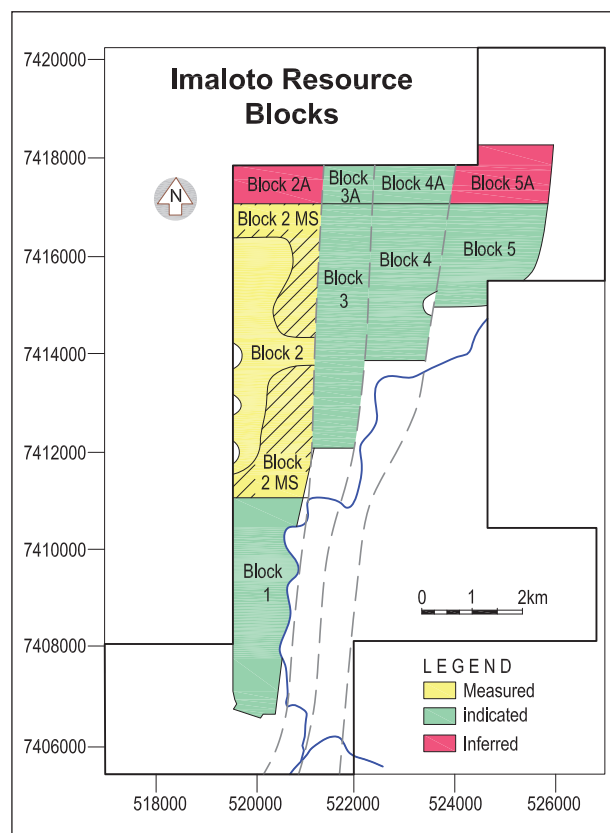 Imaloto Resource
Blocks
7420000
7418000
7416000
7414000
7412000
7410000
7408000
7406000
N
Block 2A
Block
3A
Block 4A
Block 5A
Block 2 MS
Block 4
Block 5
Block
3
Block 2
Block
2 MS
Block
1
0 1 2km
LEGEND
Measured
indicated
Inferred
518000 520000 522000 524000 526000